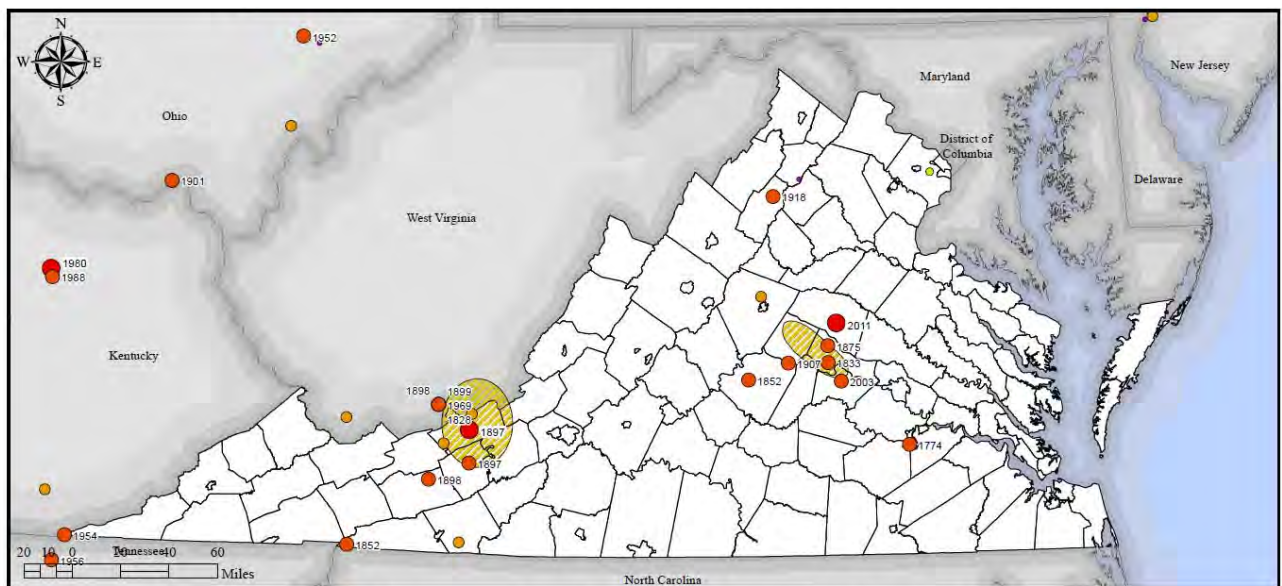 N
W E
S
1952
Ohio
1901
1980
1988
Kentucky
West Virginia
Maryland
District of
Columbia
New Jersey
Delaware
1918
2011
1875
1907
1833
1852
2003
1774
1898
1899
1969
1828
1897
1897
1898
1954
1852
1956
Tennessee
20 10 0 20 40 60
Miles
North Carolina